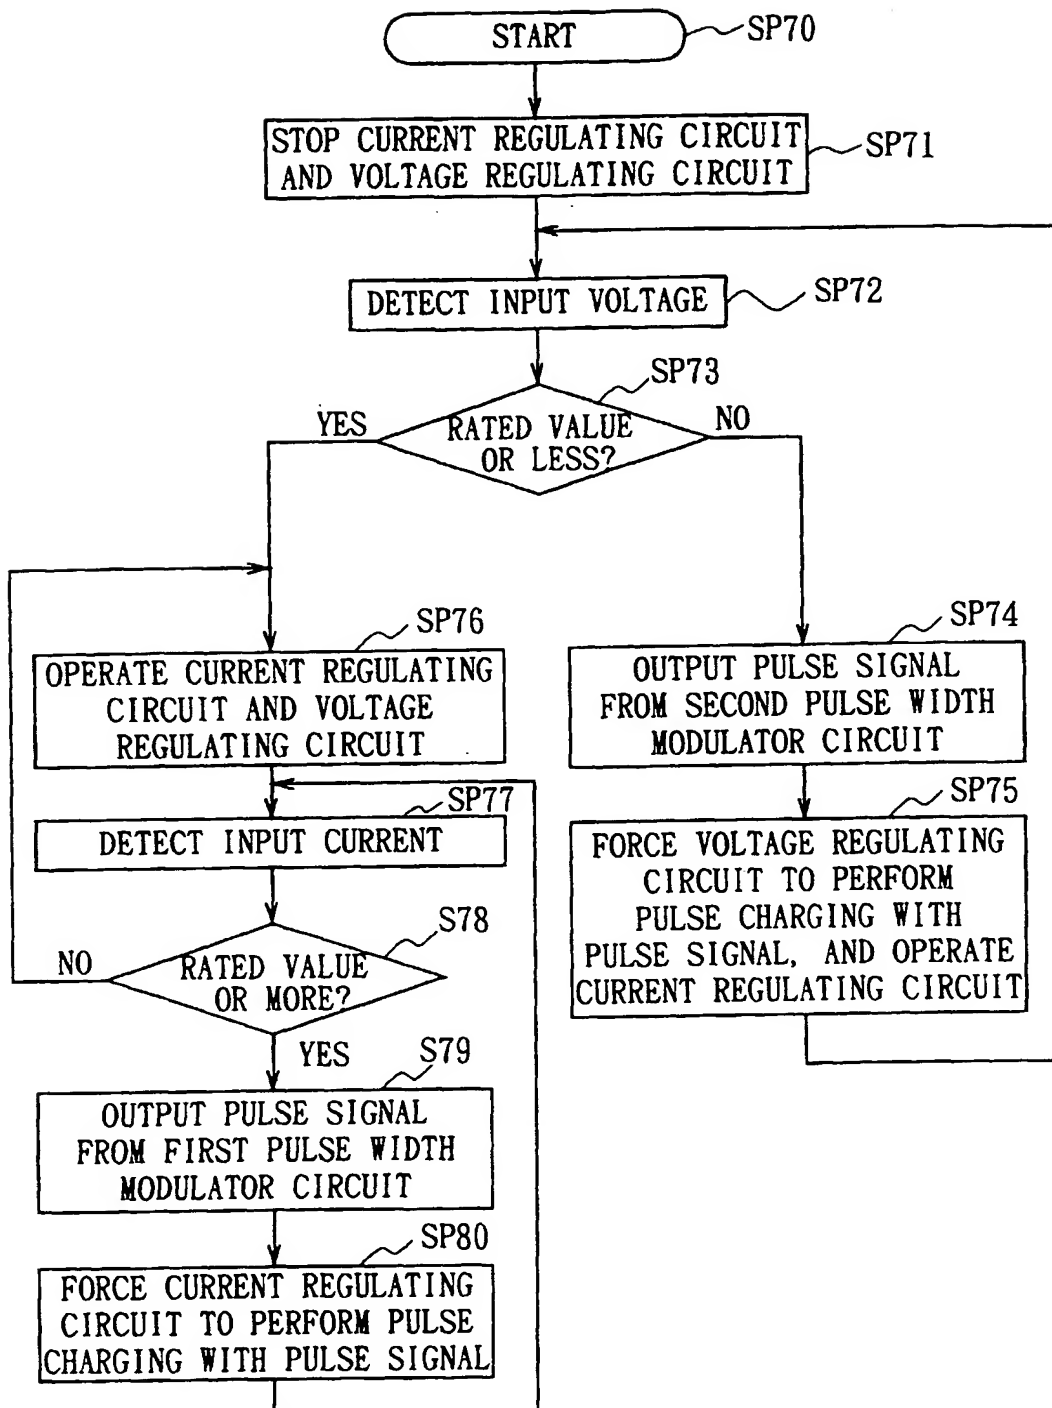 START
SP70
STOP CURRENT REGULATING CIRCUIT
AND VOLTAGE REGULATING CIRCUIT
SP71
DETECT INPUT VOLTAGE
SP72
SP73
YES
RATED VALUE
OR LESS?
NO
SP76
OPERATE CURRENT REGULATING
CIRCUIT AND VOLTAGE
REGULATING CIRCUIT
SP74
OUTPUT PULSE SIGNAL
FROM SECOND PULSE WIDTH
MODULATOR CIRCUIT
SP77
DETECT INPUT CURRENT
SP75
FORCE VOLTAGE REGULATING
CIRCUIT TO PERFORM
PULSE CHARGING WITH
PULSE SIGNAL, AND OPERATE
CURRENT REGULATING CIRCUIT
S78
NO
RATED VALUE
OR MORE?
YES
S79
OUTPUT PULSE SIGNAL
FROM FIRST PULSE WIDTH
MODULATOR CIRCUIT
SP80
FORCE CURRENT REGULATING
CIRCUIT TO PERFORM PULSE
CHARGING WITH PULSE SIGNAL